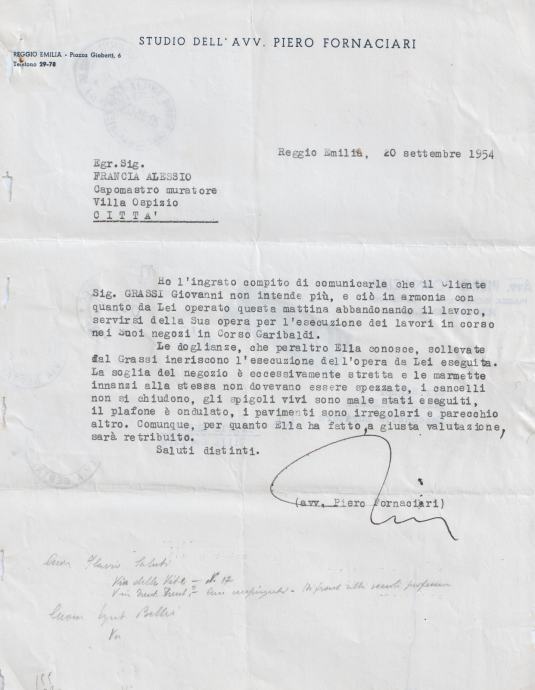 STUDIO DELL'AVV. PIERO FORNACIARI
REGGIO EMILIA - Piazza Gioberti, 6
Telefono 29-78
Reggio Emilia, 20 settembre 1954
Egr.Sig.
FRANCIA ALESSIO
Capomastro muratore
Villa Ospizio
C I T T A'
Ho l'ingrato compito di comunicarLe che il cliente
Sig. GRASSI Giovanni non intende più, e ciò in armonia con
quanto da Lei operato questa mattina abbandonando il lavoro,
servirsi della Sua opera per l'esecuzione dei lavori in corso
nei Suoi negozi in Corso Garibaldi.
Le doglianze, che peraltro Ella conosce, sollevate
dal Grassi ineriscono l'esecuzione dell'opera da Lei eseguita.
La soglia del negozio è eccessivamente stretta e le marmette
innanzi alla stessa non dovevano essere spezzate, i cancelli
non si chiudono, gli spigoli vivi sono male stati eseguiti,
il plafone è ondulato, i pavimenti sono irregolari e parecchio
altro. Comunque, per quanto Ella ha fatto,a giusta valutazione,
sarà retribuito.
Saluti distinti.
(avv. Piero Fornaciari)
Via della Vite - N. 17